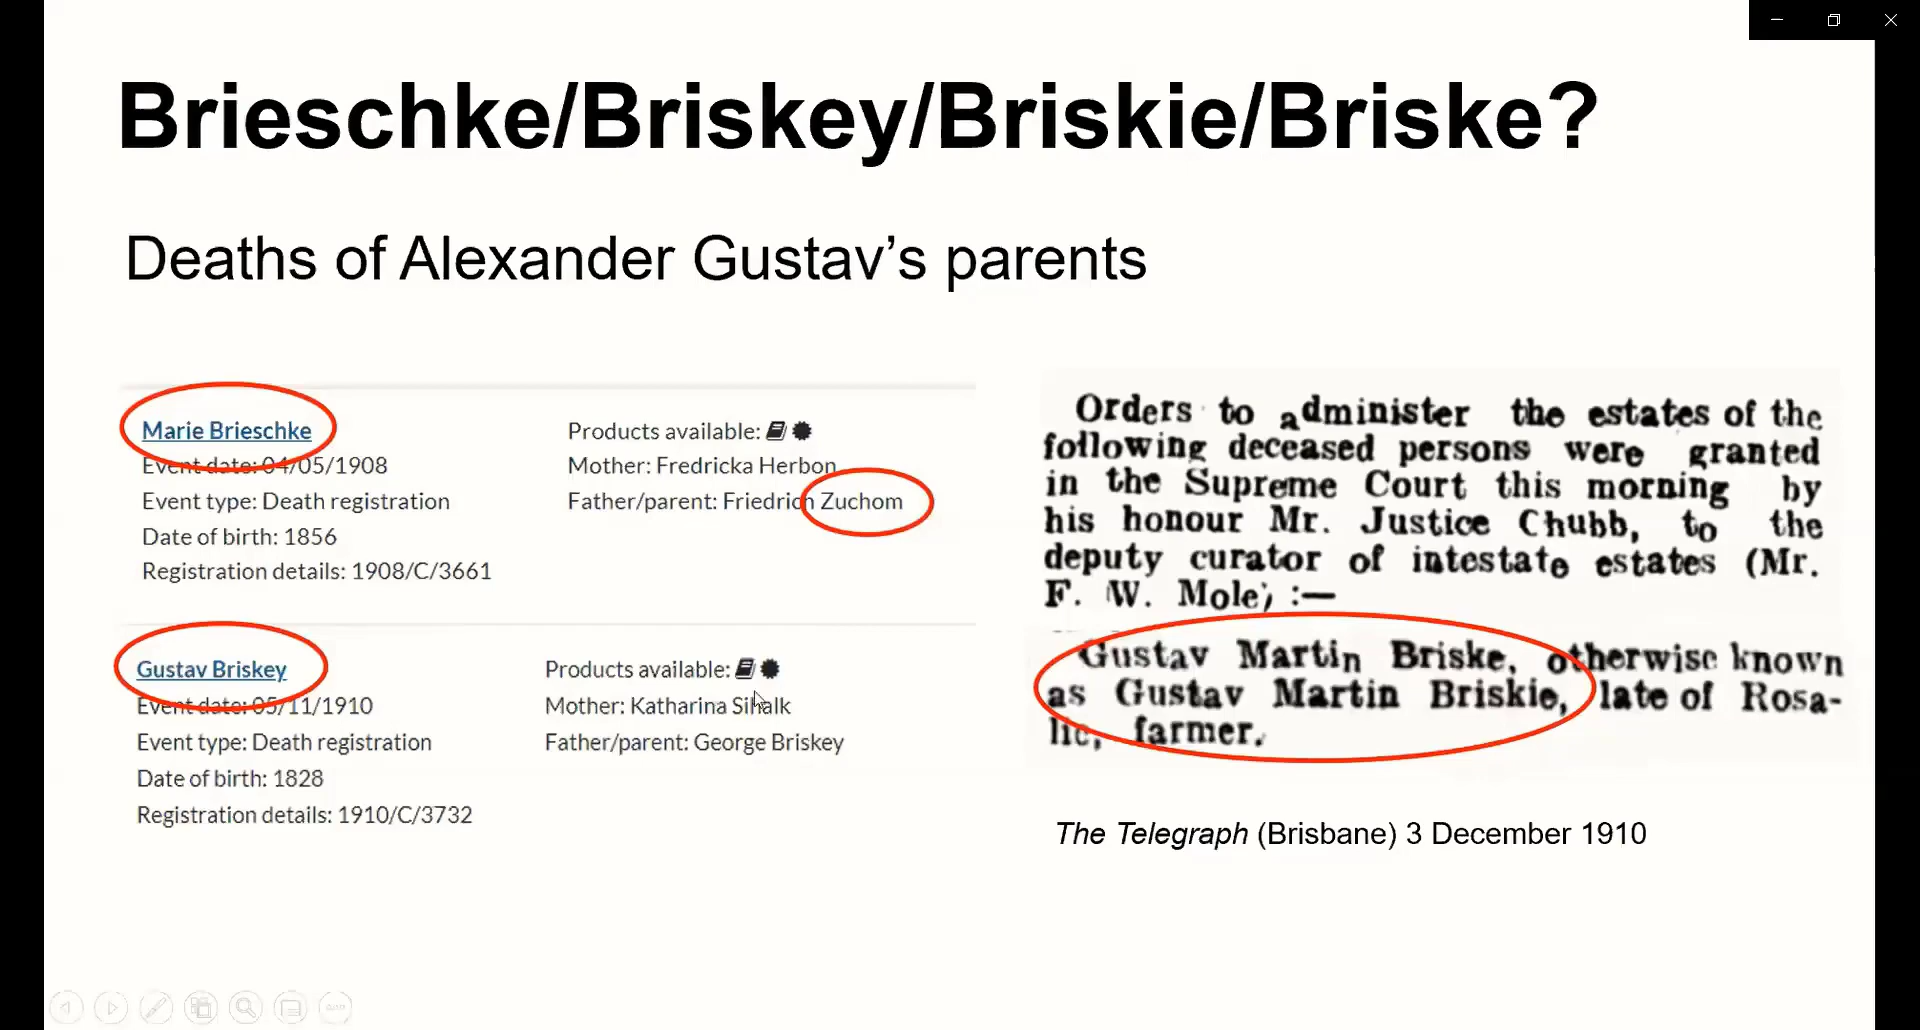 Brieschke/Briskey/Briskie/Briske?
Deaths of Alexander Gustav’s parents
Marie Brieschke
Event date: 04/05/1908
Event type: Death registration
Date of birth: 1856
Registration details: 1908/C/3661
Products available:
Mother: Fredricka Herbon
Father/parent: Friedrich Zuchom
Gustav Briskey
Event date: 05/11/1910
Event type: Death registration
Date of birth: 1828
Registration details: 1910/C/3732
Products available:
Mother: Katharina
Father/parent: George Briskey
Orders to administer the estates of the
following deceased persons were granted
in the Supreme Court this morning by
his honour Mr. Justice Chubb, to the
deputy curator of intestate estates (Mr.
F. W. Mole) :—
Gustav Martin Briske, otherwise known
as Gustav Martin Briskie, late of Rosa-
lie, farmer.
The Telegraph (Brisbane) 3 December 1910